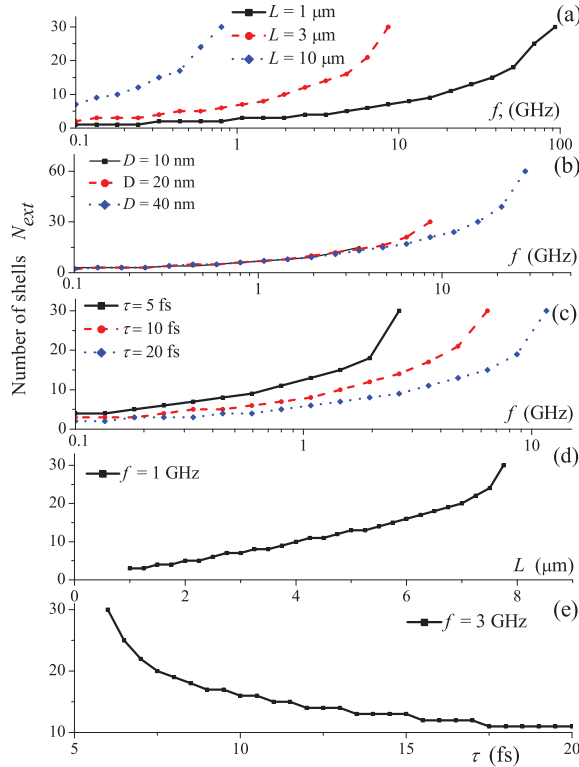 (a)
L = 1 μm
L = 3 μm
L = 10 μm
30
20
10
0
0.1 1 10 100
f, (GHz)
(b)
D = 10 nm
D = 20 nm
D = 40 nm
60
30
0
0.1 1 10
f (GHz)
Number of shells N_ext
(c)
τ = 5 fs
τ = 10 fs
τ = 20 fs
30
20
10
0
0.1 1 10
f (GHz)
(d)
f = 1 GHz
30
20
10
0
0 2 4 6 8
L (μm)
(e)
f = 3 GHz
30
20
10
5 10 15 20
τ (fs)